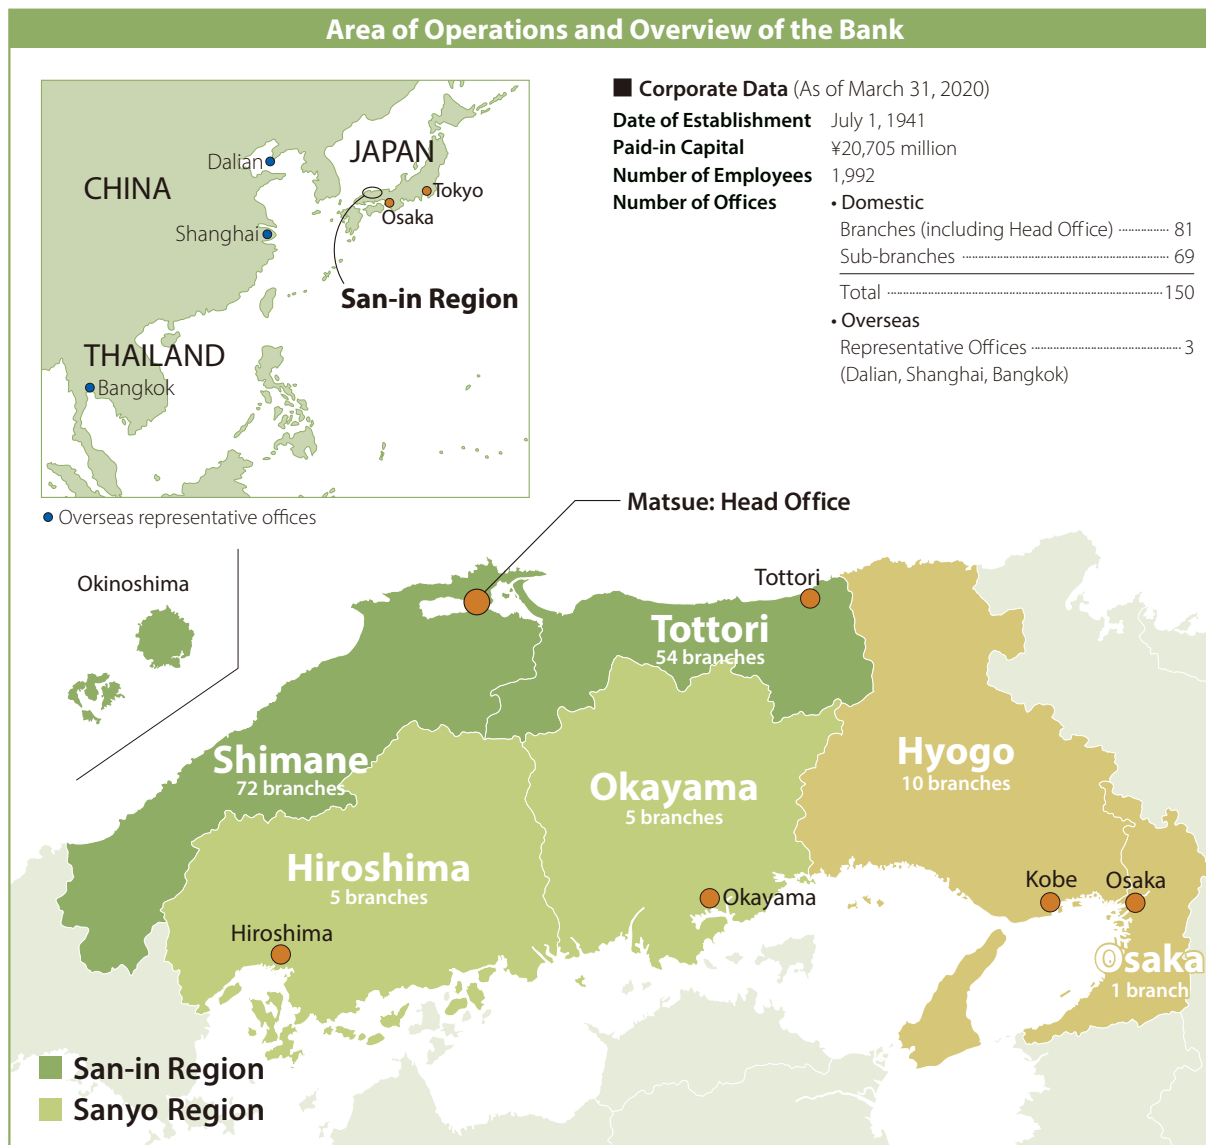 Area of Operations and Overview of the Bank
CHINA
Dalian
JAPAN
Tokyo
Osaka
Shanghai
San-in Region
THAILAND
Bangkok
Overseas representative offices
■ Corporate Data (As of March 31, 2020)
Date of Establishment July 1, 1941
Paid-in Capital ¥20,705 million
Number of Employees 1,992
Number of Offices • Domestic
Branches (including Head Office) 81
Sub-branches 69
Total 150
• Overseas
Representative Offices 3
(Dalian, Shanghai, Bangkok)
Matsue: Head Office
Okinoshima
Tottori
Tottori
54 branches
Shimane
72 branches
Hyogo
10 branches
Okayama
5 branches
Hiroshima
5 branches
Kobe
Osaka
Okayama
Hiroshima
Osaka
1 branch
San-in Region
Sanyo Region